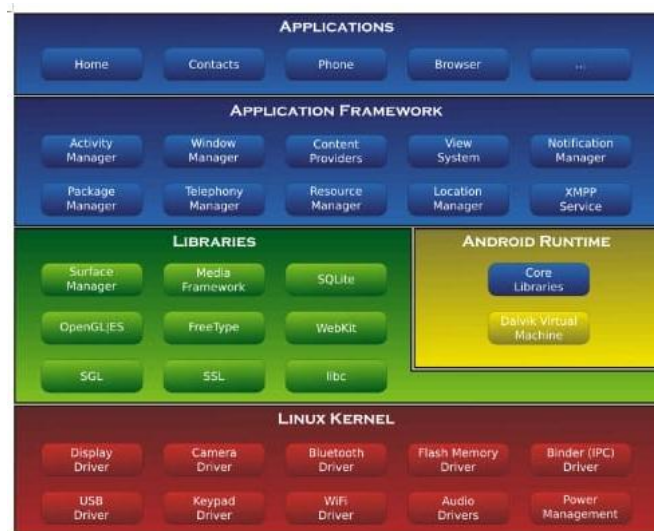 APPLICATIONS
Home Contacts Phone Browser ...
APPLICATION FRAMEWORK
Activity Manager Window Manager Content Providers View System Notification Manager
Package Manager Telephony Manager Resource Manager Location Manager XMPP Service
LIBRARIES
Surface Manager Media Framework SQLite
OpenGL|ES FreeType WebKit
SGL SSL libc
ANDROID RUNTIME
Core Libraries
Dalvik Virtual Machine
LINUX KERNEL
Display Driver Camera Driver Bluetooth Driver Flash Memory Driver Binder (IPC) Driver
USB Driver Keypad Driver WiFi Driver Audio Drivers Power Management